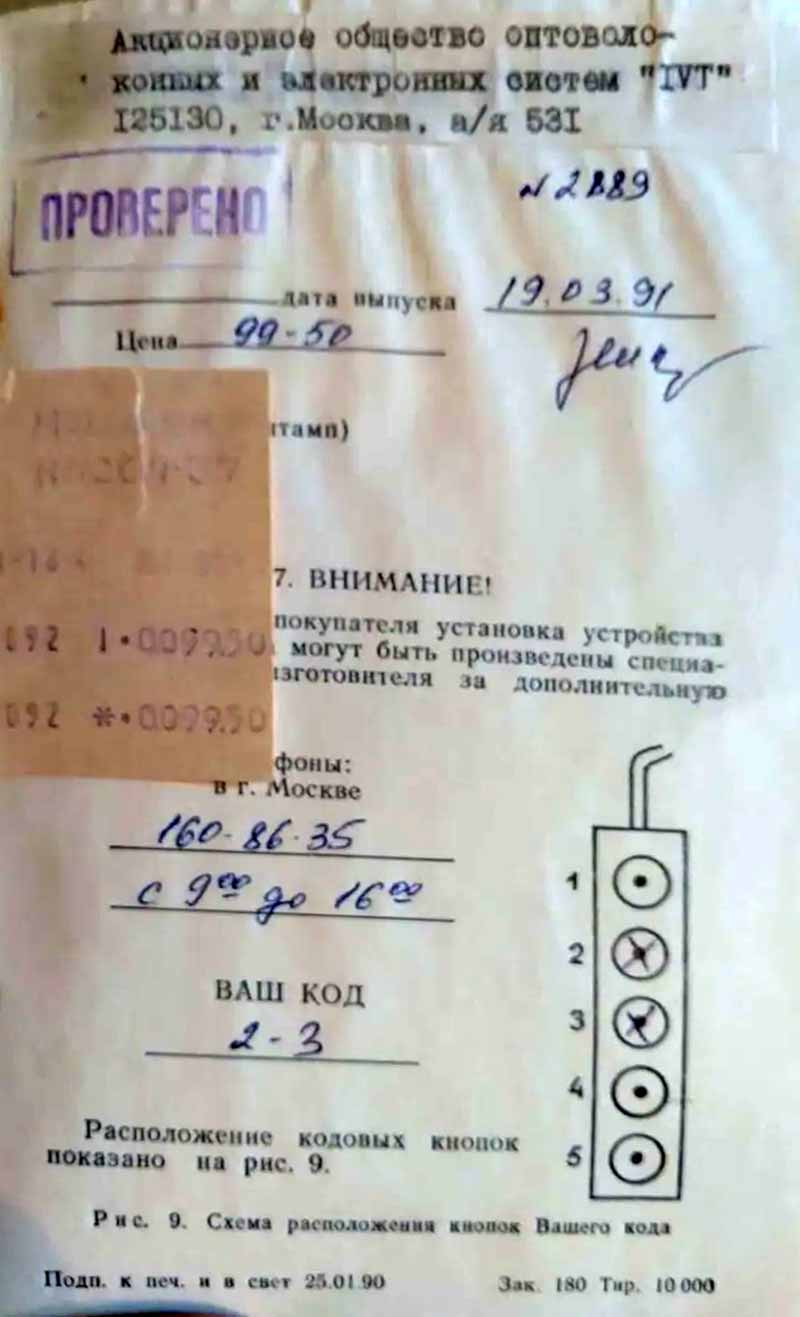 Акционерное общество оптоволо-
конных и электронных систем "IVT"
I25130, г.Москва, а/я 53I
ПРОВЕРЕНО
N 2889
дата выпуска 19.03.91
Цена 99-50
тамп)
7. ВНИМАНИЕ!
покупателя установка устройства
могут быть произведены специа-
зготовителя за дополнительную
092 1•0099.50
092 *•0099.50
фоны:
в г. Москве
160-86-35
с 9⁰⁰ до 16⁰⁰
ВАШ КОД
2-3
1
2
3
4
5
Расположение кодовых кнопок
показано на рис. 9.
Рис. 9. Схема расположения кнопок Вашего кода
Подп. к печ. и в свет 25.01.90 Зак. 180 Тир. 10 000